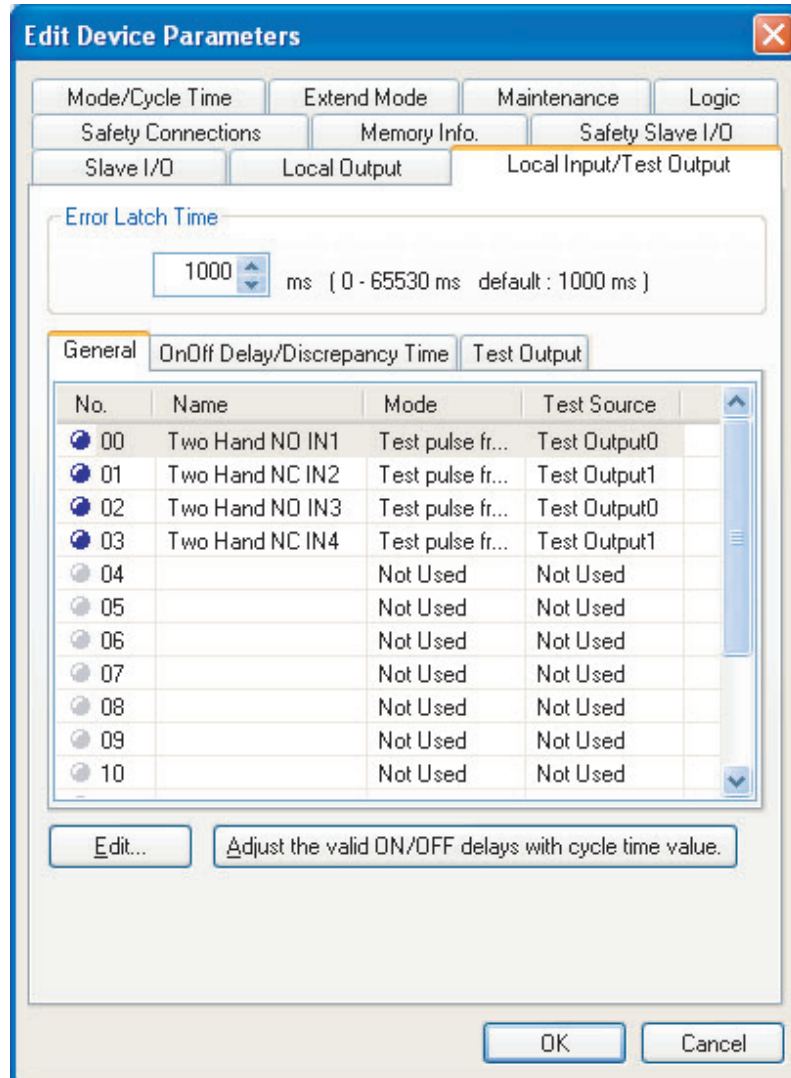 Edit Device Parameters
Mode/Cycle Time Extend Mode Maintenance Logic
Safety Connections Memory Info. Safety Slave I/O
Slave I/O Local Output Local Input/Test Output
Error Latch Time
1000 ms ( 0 - 65530 ms default : 1000 ms )
General OnOff Delay/Discrepancy Time Test Output
No. Name Mode Test Source
00 Two Hand NO IN1 Test pulse fr... Test Output0
01 Two Hand NC IN2 Test pulse fr... Test Output1
02 Two Hand NO IN3 Test pulse fr... Test Output0
03 Two Hand NC IN4 Test pulse fr... Test Output1
04 Not Used Not Used
05 Not Used Not Used
06 Not Used Not Used
07 Not Used Not Used
08 Not Used Not Used
09 Not Used Not Used
10 Not Used Not Used
Edit... Adjust the valid ON/OFF delays with cycle time value.
OK Cancel